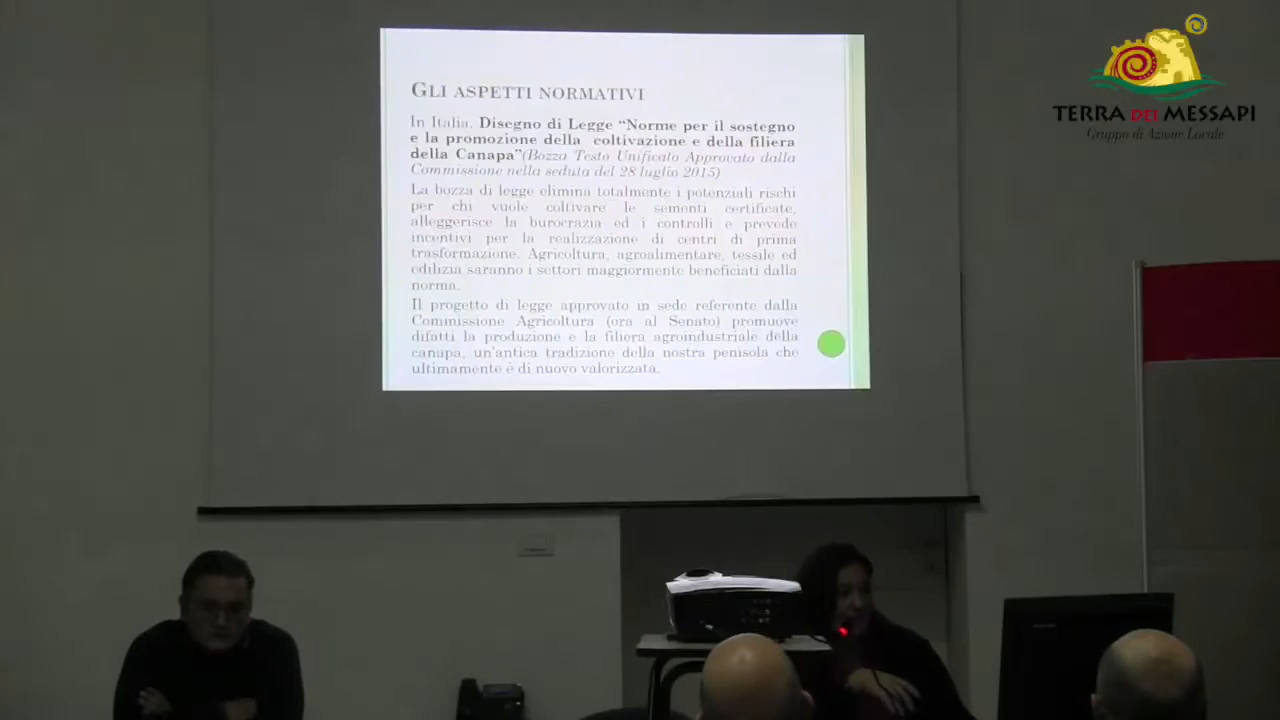 GLI ASPETTI NORMATIVI
In Italia. Disegno di Legge “Norme per il sostegno
e la promozione della coltivazione e della filiera
della Canapa”(Bozza Testo Unificato Approvato dalla
Commissione nella seduta del 28 luglio 2015)
La bozza di legge elimina totalmente i potenziali rischi
per chi vuole coltivare le sementi certificate,
alleggerisce la burocrazia ed i controlli e prevede
incentivi per la realizzazione di centri di prima
trasformazione. Agricoltura, agroalimentare, tessile ed
edilizia saranno i settori maggiormente beneficiati dalla
norma.
Il progetto di legge approvato in sede referente dalla
Commissione Agricoltura (ora al Senato) promuove
difatti la produzione e la filiera agroindustriale della
canapa, un'antica tradizione della nostra penisola che
ultimamente è di nuovo valorizzata.
TERRA DEI MESSAPI
Gruppo di Azione Locale